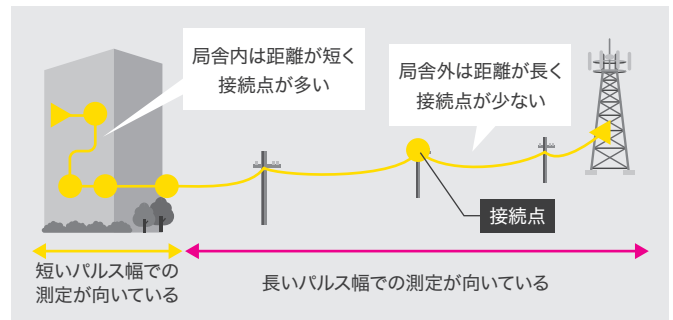 局舎内は距離が短く
接続点が多い
局舎外は距離が長く
接続点が少ない
接続点
短いパルス幅での
測定が向いている
長いパルス幅での測定が向いている